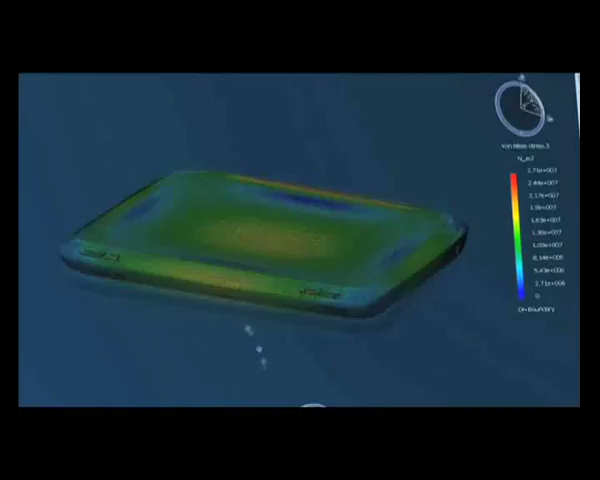 Von Mises stress.3
N_m2
2.71e+007
2.44e+007
2.17e+007
1.9e+007
1.63e+007
1.36e+007
1.09e+007
8.14e+006
5.43e+006
2.71e+006
0
On Boundary